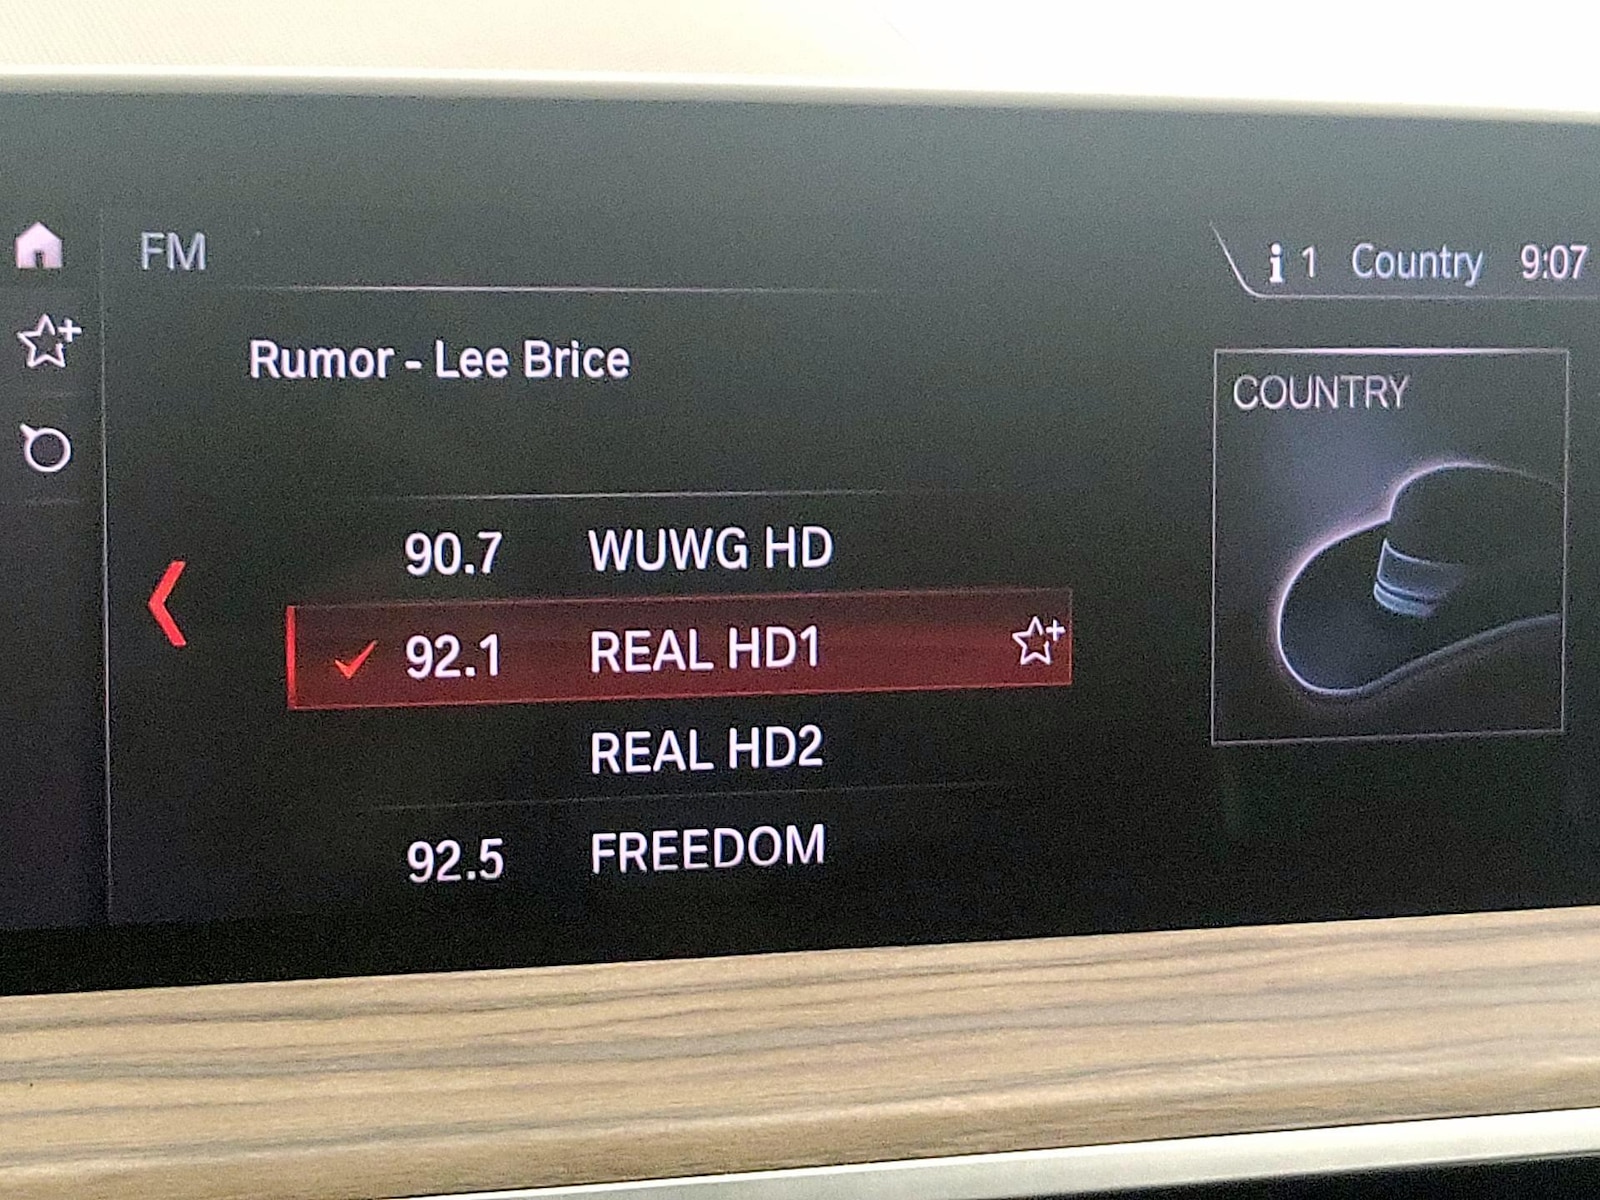 FM
i 1 Country 9:07
Rumor - Lee Brice
COUNTRY
90.7 WUWG HD
92.1 REAL HD1
REAL HD2
92.5 FREEDOM